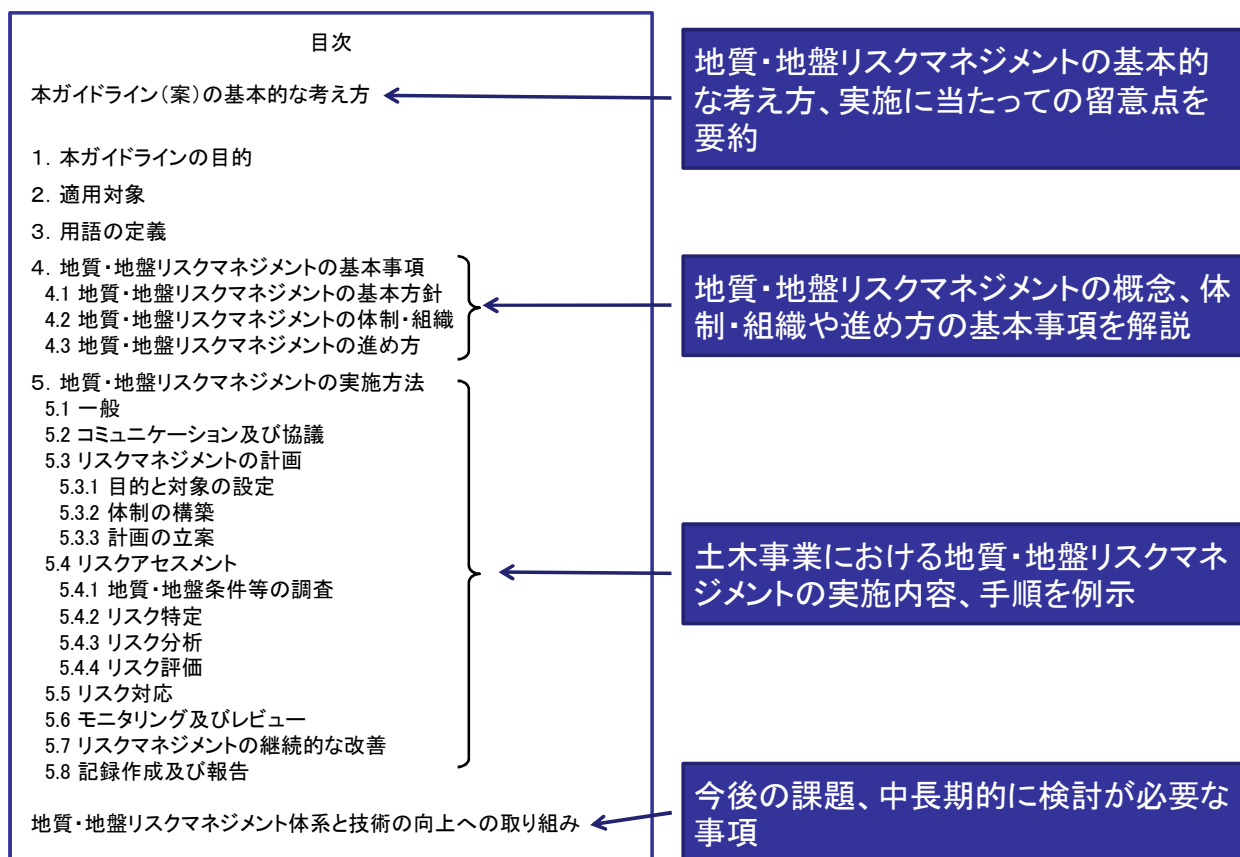 目次
本ガイドライン(案)の基本的な考え方
1. 本ガイドラインの目的
2. 適用対象
3. 用語の定義
4. 地質・地盤リスクマネジメントの基本事項
4.1 地質・地盤リスクマネジメントの基本方針
4.2 地質・地盤リスクマネジメントの体制・組織
4.3 地質・地盤リスクマネジメントの進め方
5. 地質・地盤リスクマネジメントの実施方法
5.1 一般
5.2 コミュニケーション及び協議
5.3 リスクマネジメントの計画
5.3.1 目的と対象の設定
5.3.2 体制の構築
5.3.3 計画の立案
5.4 リスクアセスメント
5.4.1 地質・地盤条件等の調査
5.4.2 リスク特定
5.4.3 リスク分析
5.4.4 リスク評価
5.5 リスク対応
5.6 モニタリング及びレビュー
5.7 リスクマネジメントの継続的な改善
5.8 記録作成及び報告
地質・地盤リスクマネジメント体系と技術の向上への取り組み
地質・地盤リスクマネジメントの基本的
な考え方、実施に当たっての留意点を
要約
地質・地盤リスクマネジメントの概念、体
制・組織や進め方の基本事項を解説
土木事業における地質・地盤リスクマネ
ジメントの実施内容、手順を例示
今後の課題、中長期的に検討が必要な
事項